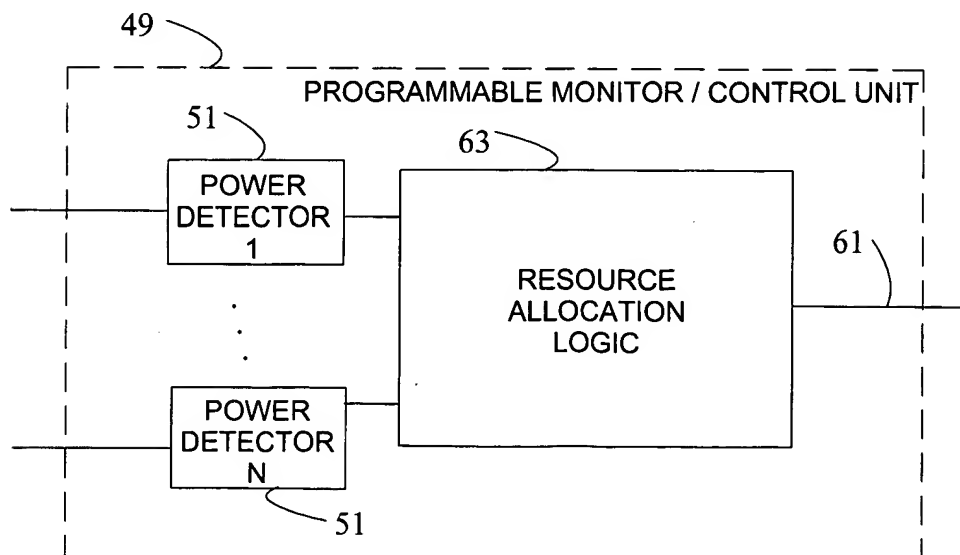 49
PROGRAMMABLE MONITOR / CONTROL UNIT
51
63
POWER
DETECTOR
1
61
RESOURCE
ALLOCATION
LOGIC
POWER
DETECTOR
N
51